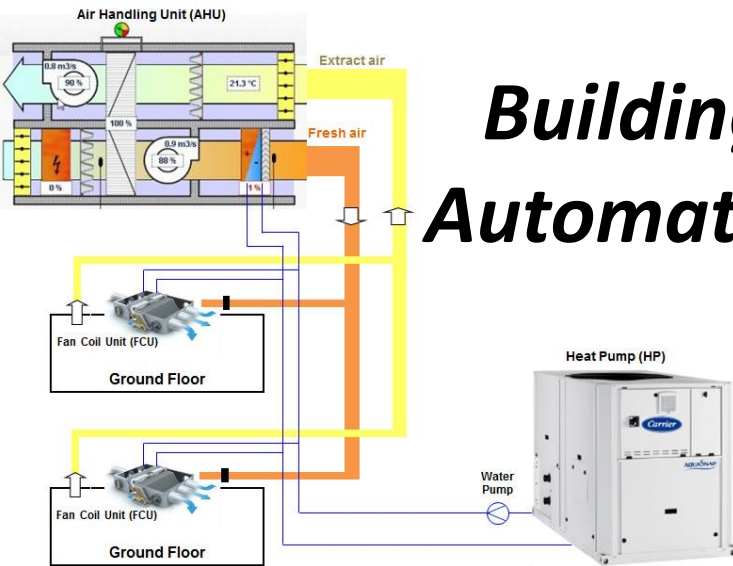 Air Handling Unit (AHU)
0.8 m3/s
90 %
21.3 °C
Extract air
100 %
Fresh air
0.9 m3/s
88 %
0 %
1 %
Building
Automat
Fan Coil Unit (FCU)
Ground Floor
Heat Pump (HP)
Carrier
AQUASNAP
Water
Pump
Fan Coil Unit (FCU)
Ground Floor